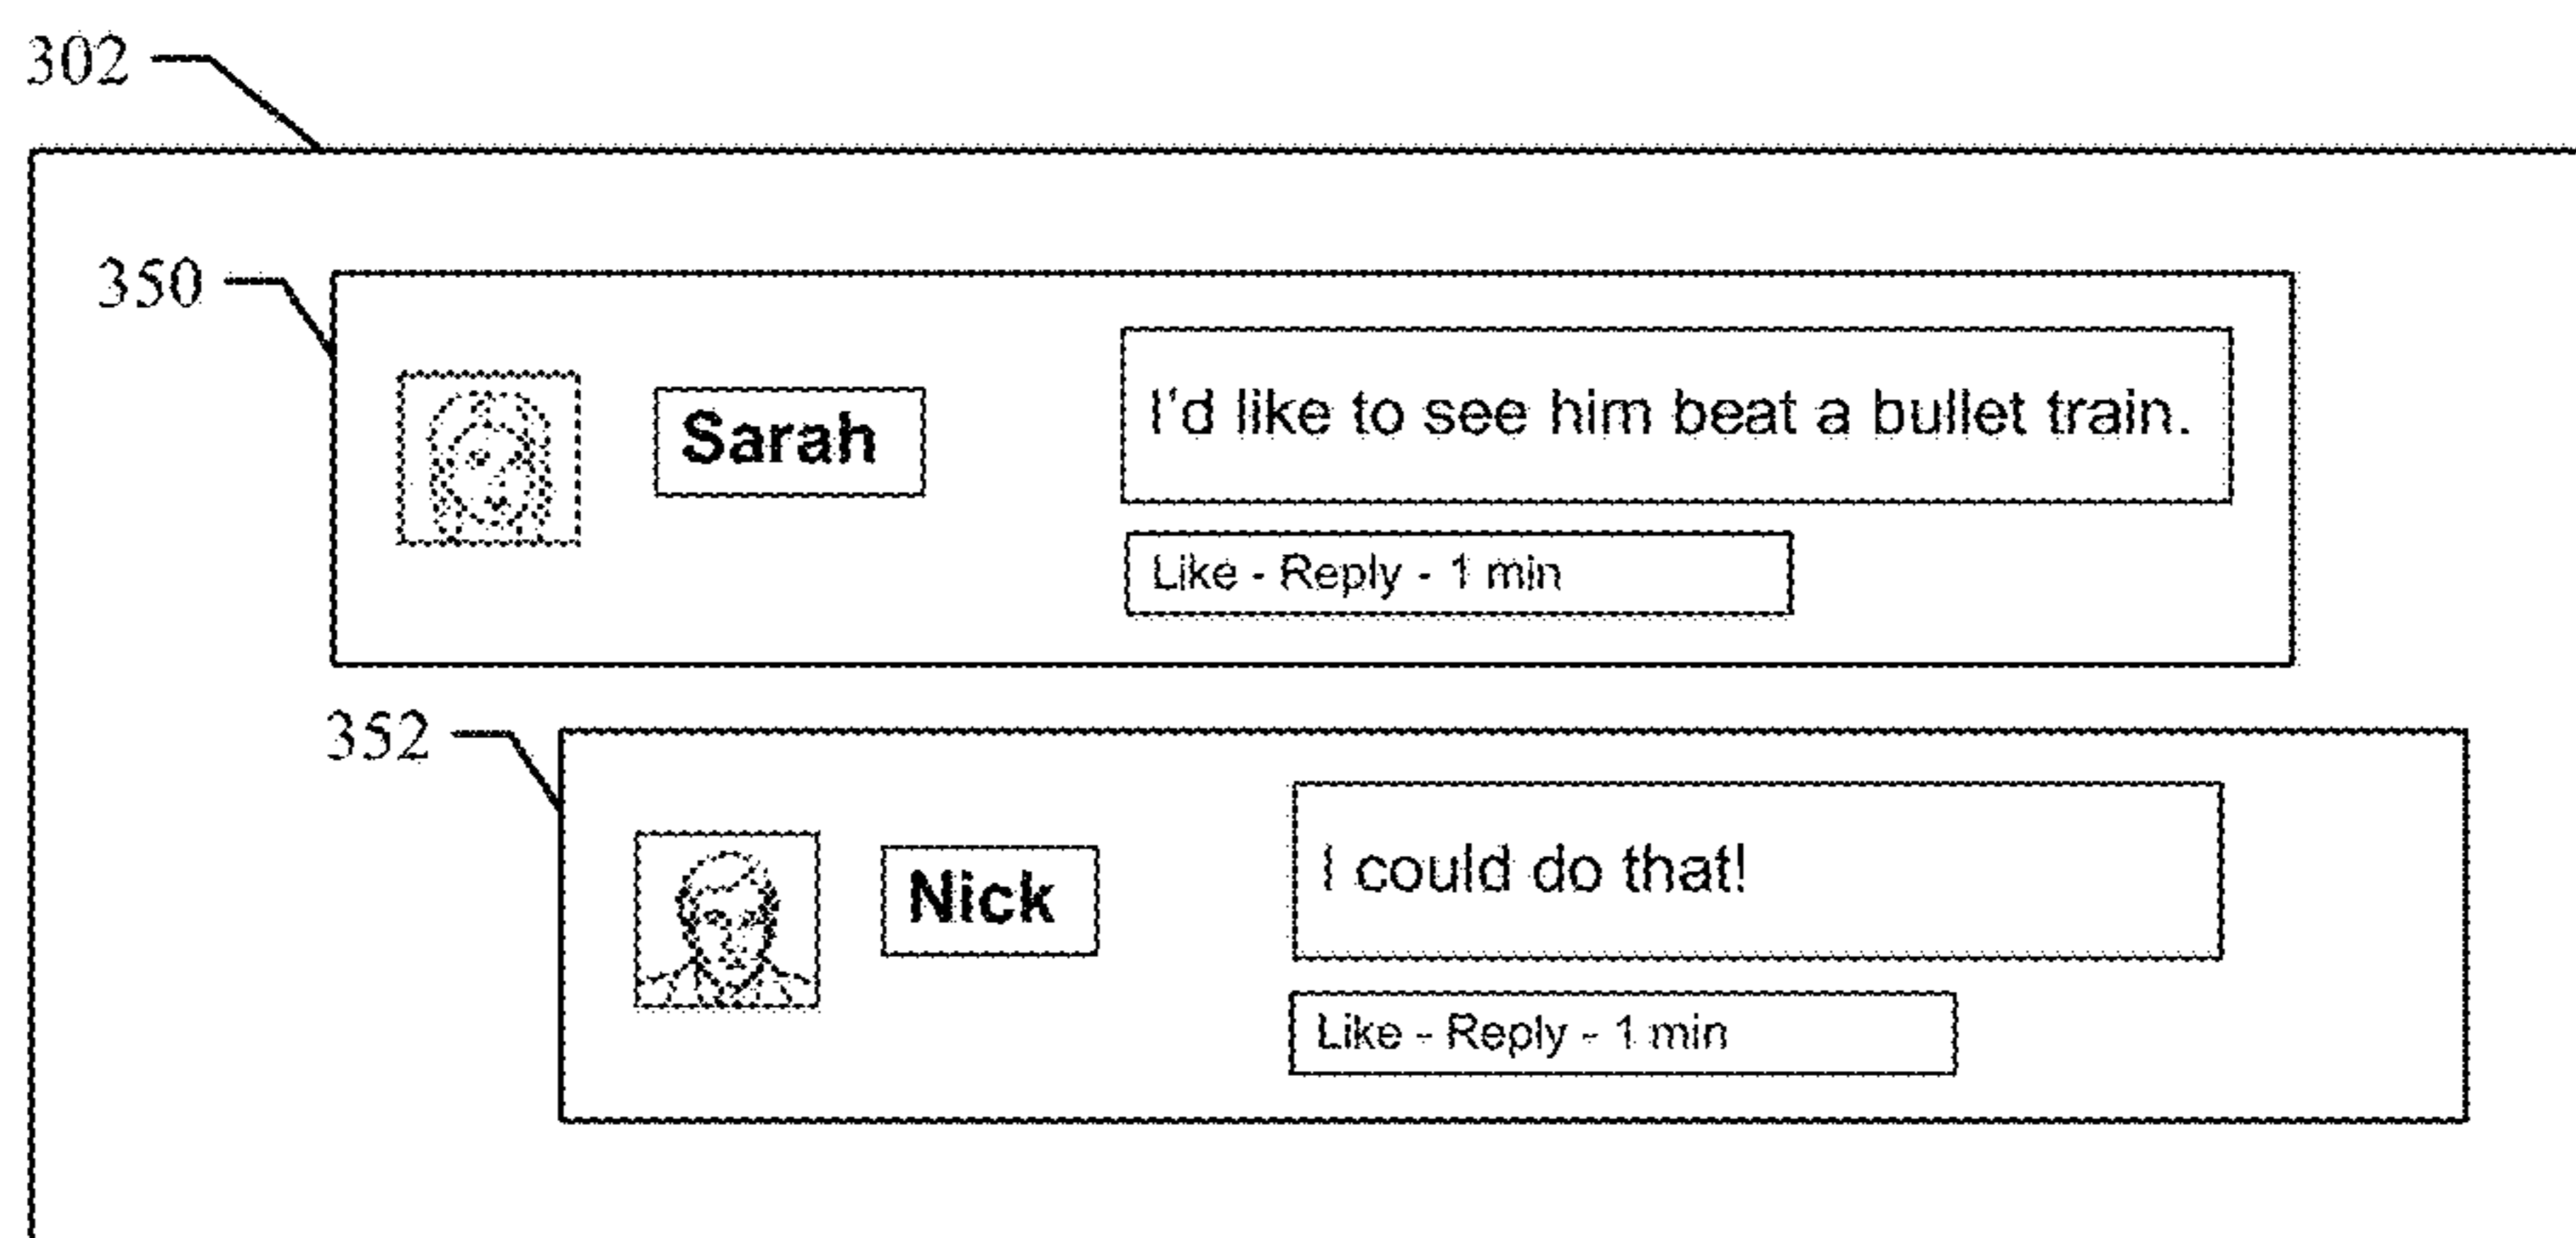 302
350
Sarah
I'd like to see him beat a bullet train.
Like - Reply - 1 min
352
Nick
I could do that!
Like - Reply - 1 min